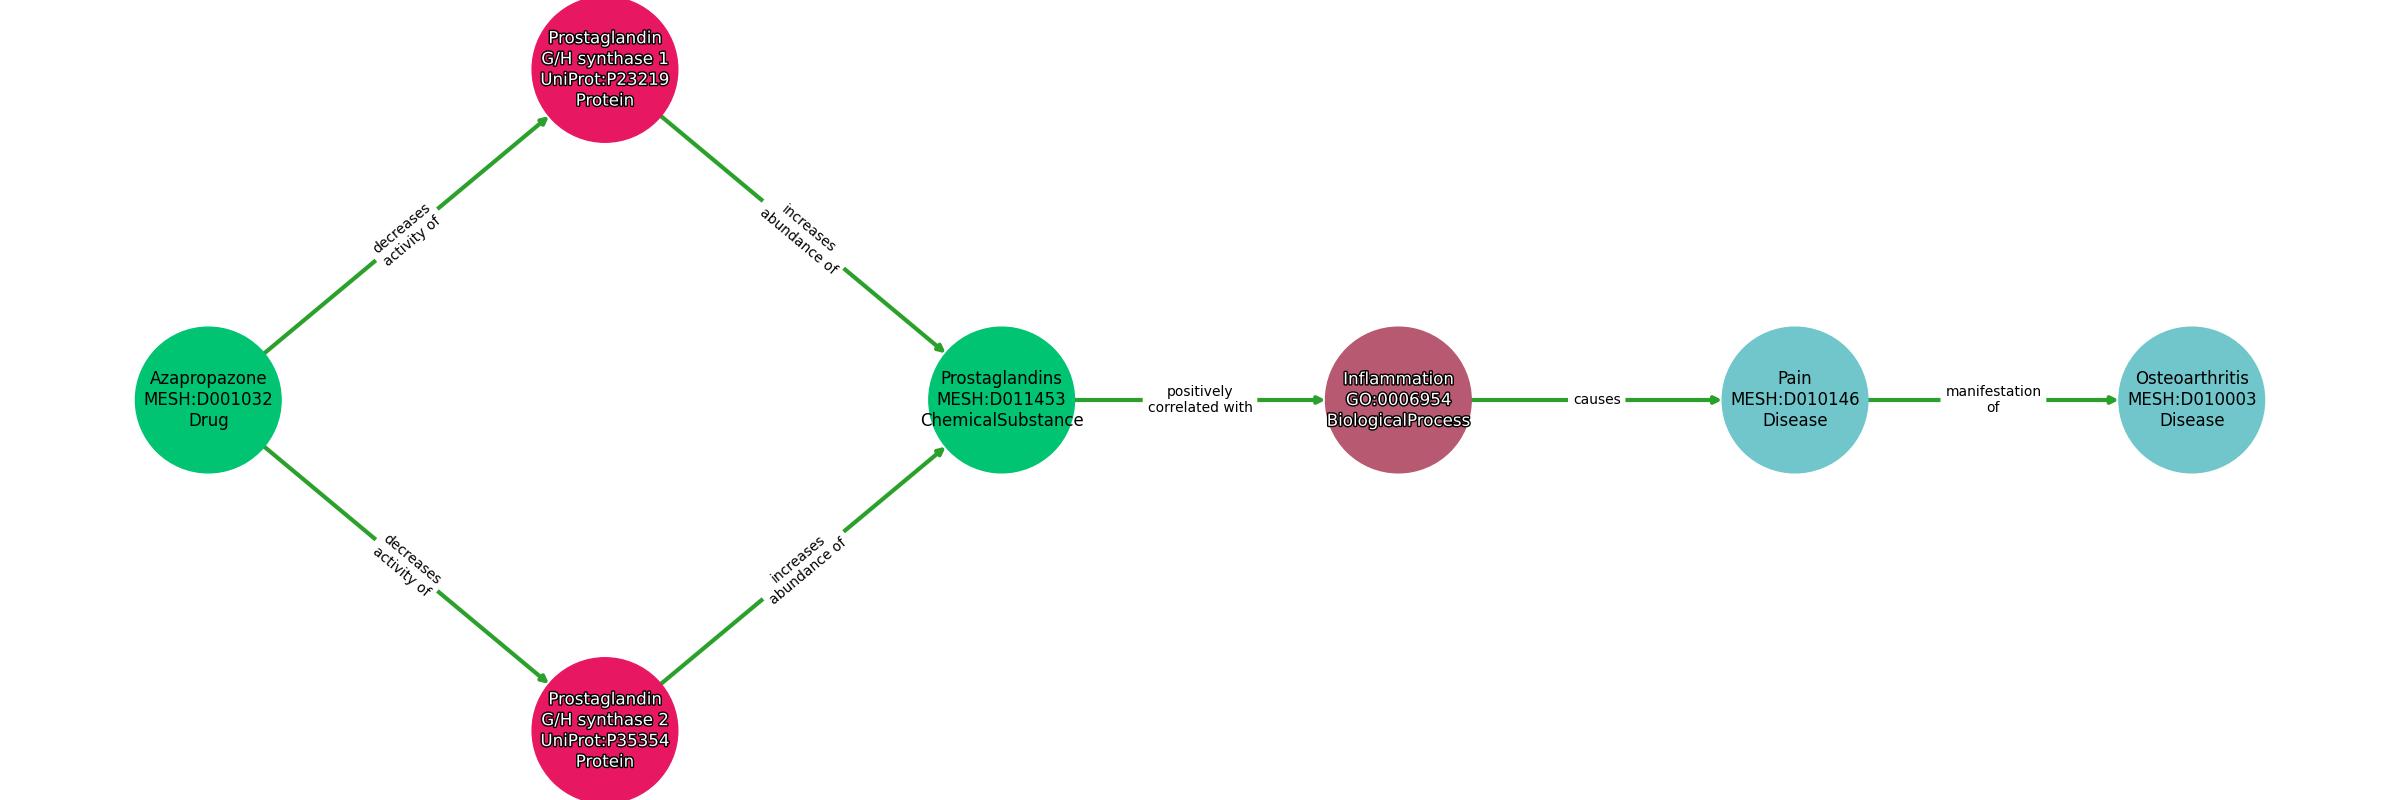 Prostaglandin
G/H synthase 1
UniProt:P23219
Protein
decreases
activity of
increases
abundance of
Azapropazone
MESH:D001032
Drug
Prostaglandins
MESH:D011453
ChemicalSubstance
positively
correlated with
Inflammation
GO:0006954
BiologicalProcess
causes
Pain
MESH:D010146
Disease
manifestation
of
Osteoarthritis
MESH:D010003
Disease
decreases
activity of
increases
abundance of
Prostaglandin
G/H synthase 2
UniProt:P35354
Protein